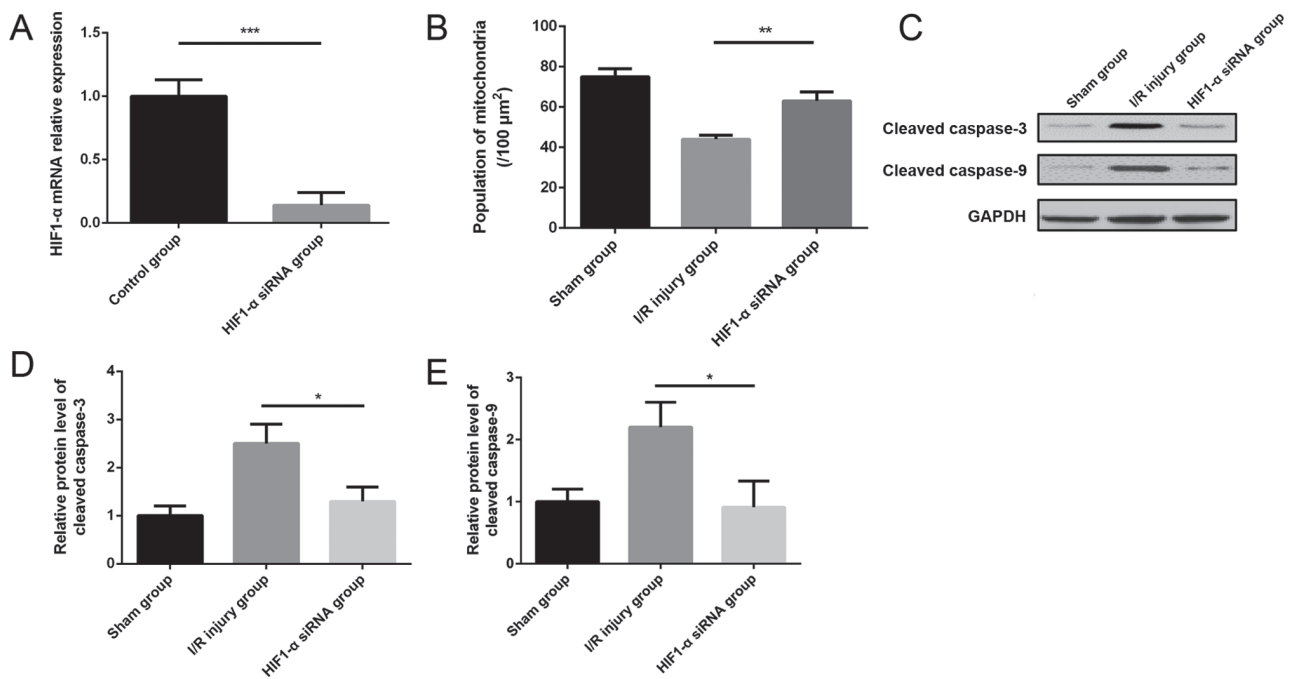 A
HIF1-α mRNA relative expression
1.5
1.0
0.5
0.0
***
Control group
HIF1-α siRNA group
B
Population of mitochondria
(/100 μm²)
100
80
60
40
20
0
**
Sham group
I/R injury group
HIF1-α siRNA group
C
Sham group
I/R injury group
HIF1-α siRNA group
Cleaved caspase-3
Cleaved caspase-9
GAPDH
D
Relative protein level of
cleaved caspase-3
4
3
2
1
0
*
Sham group
I/R injury group
HIF1-α siRNA group
E
Relative protein level of
cleaved caspase-9
3
2
1
0
*
Sham group
I/R injury group
HIF1-α siRNA group